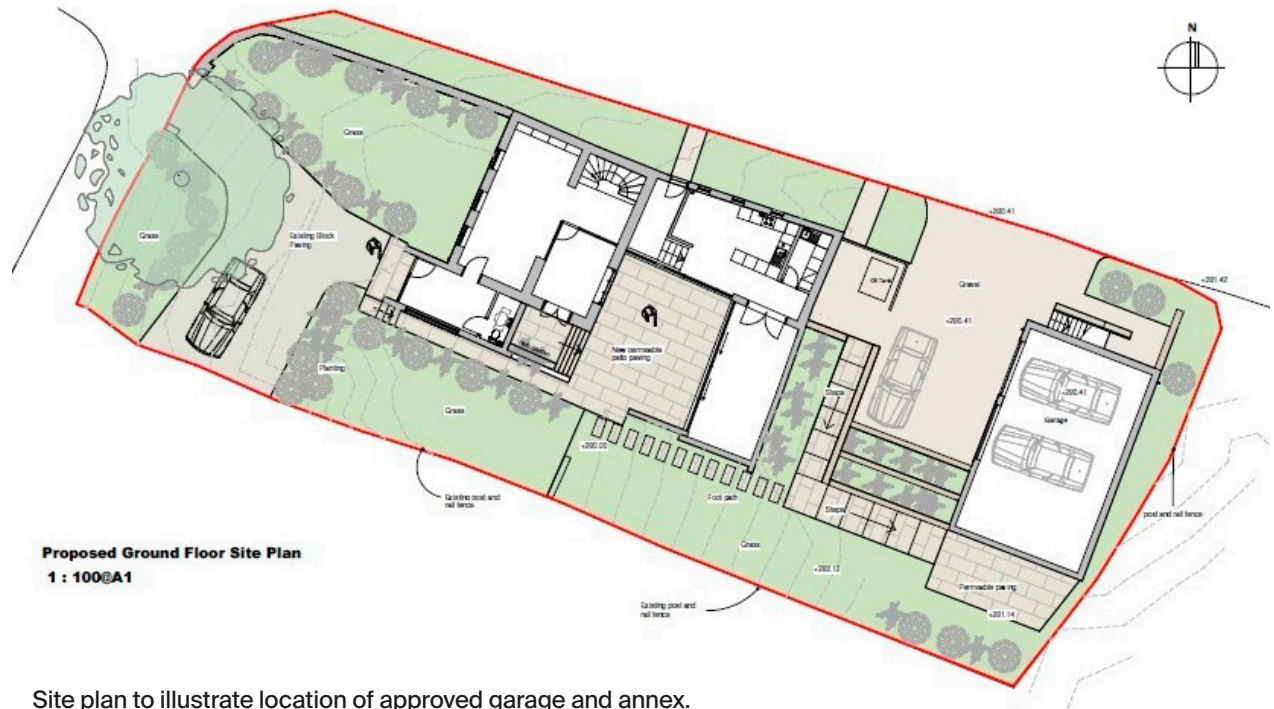 N
Grass
+200.41
+201.42
Existing Block
Paving
Grass
Oil Tank
Gravel
+200.41
+200.41
Garage
New permeable
patio paving
Planting
Steps
Grass
+200.00
Existing post and
rail fence
Foot path
Steps
post and rail fence
Grass
+202.12
Proposed Ground Floor Site Plan
1 : 100@A1
Existing post and
rail fence
Permeable paving
+201.14
Site plan to illustrate location of approved garage and annex.